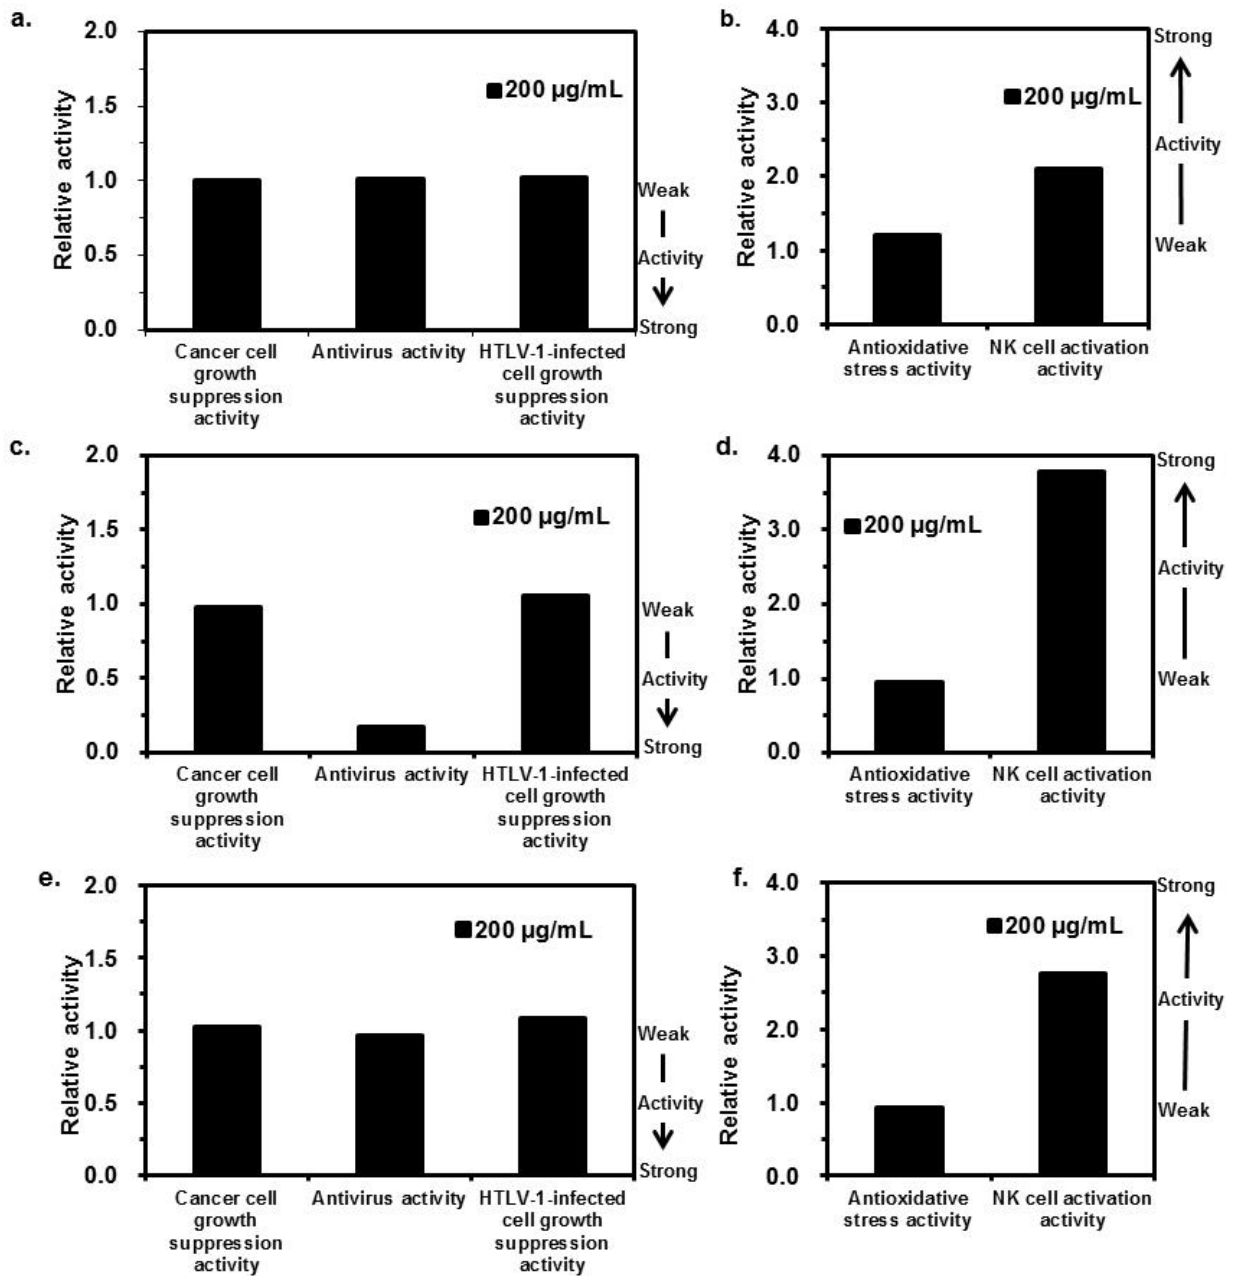 a.
2.0
1.5
1.0
0.5
0.0
Relative activity
200 µg/mL
Weak
Activity
Strong
Cancer cell
growth
suppression
activity
Antivirus activity
HTLV-1-infected
cell growth
suppression
activity
b.
4.0
3.0
2.0
1.0
0.0
Relative activity
200 µg/mL
Strong
Activity
Weak
Antioxidative
stress activity
NK cell activation
activity
c.
2.0
1.5
1.0
0.5
0.0
Relative activity
200 µg/mL
Weak
Activity
Strong
Cancer cell
growth
suppression
activity
Antivirus activity
HTLV-1-infected
cell growth
suppression
activity
d.
4.0
3.0
2.0
1.0
0.0
Relative activity
200 µg/mL
Strong
Activity
Weak
Antioxidative
stress activity
NK cell activation
activity
e.
2.0
1.5
1.0
0.5
0.0
Relative activity
200 µg/mL
Weak
Activity
Strong
Cancer cell
growth
suppression
activity
Antivirus activity
HTLV-1-infected
cell growth
suppression
activity
f.
4.0
3.0
2.0
1.0
0.0
Relative activity
200 µg/mL
Strong
Activity
Weak
Antioxidative
stress activity
NK cell activation
activity